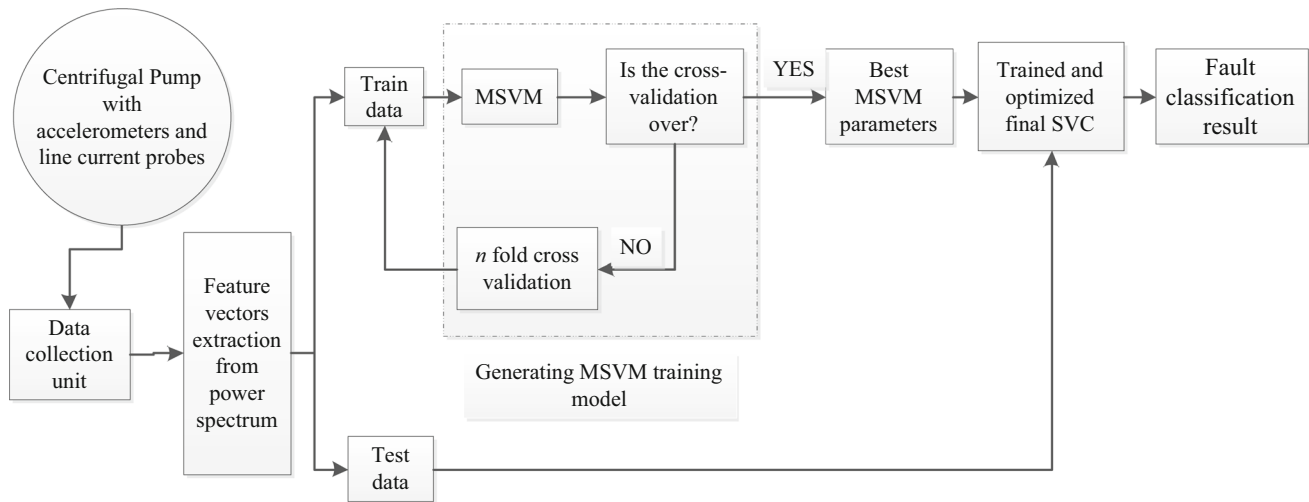 Centrifugal Pump
with
accelerometers and
line current probes
Data
collection
unit
Feature
vectors
extraction
from
power
spectrum
Train
data
MSVM
Is the cross-
validation
over?
YES
NO
n fold cross
validation
Generating MSVM training
model
Best
MSVM
parameters
Trained and
optimized
final SVC
Fault
classification
result
Test
data